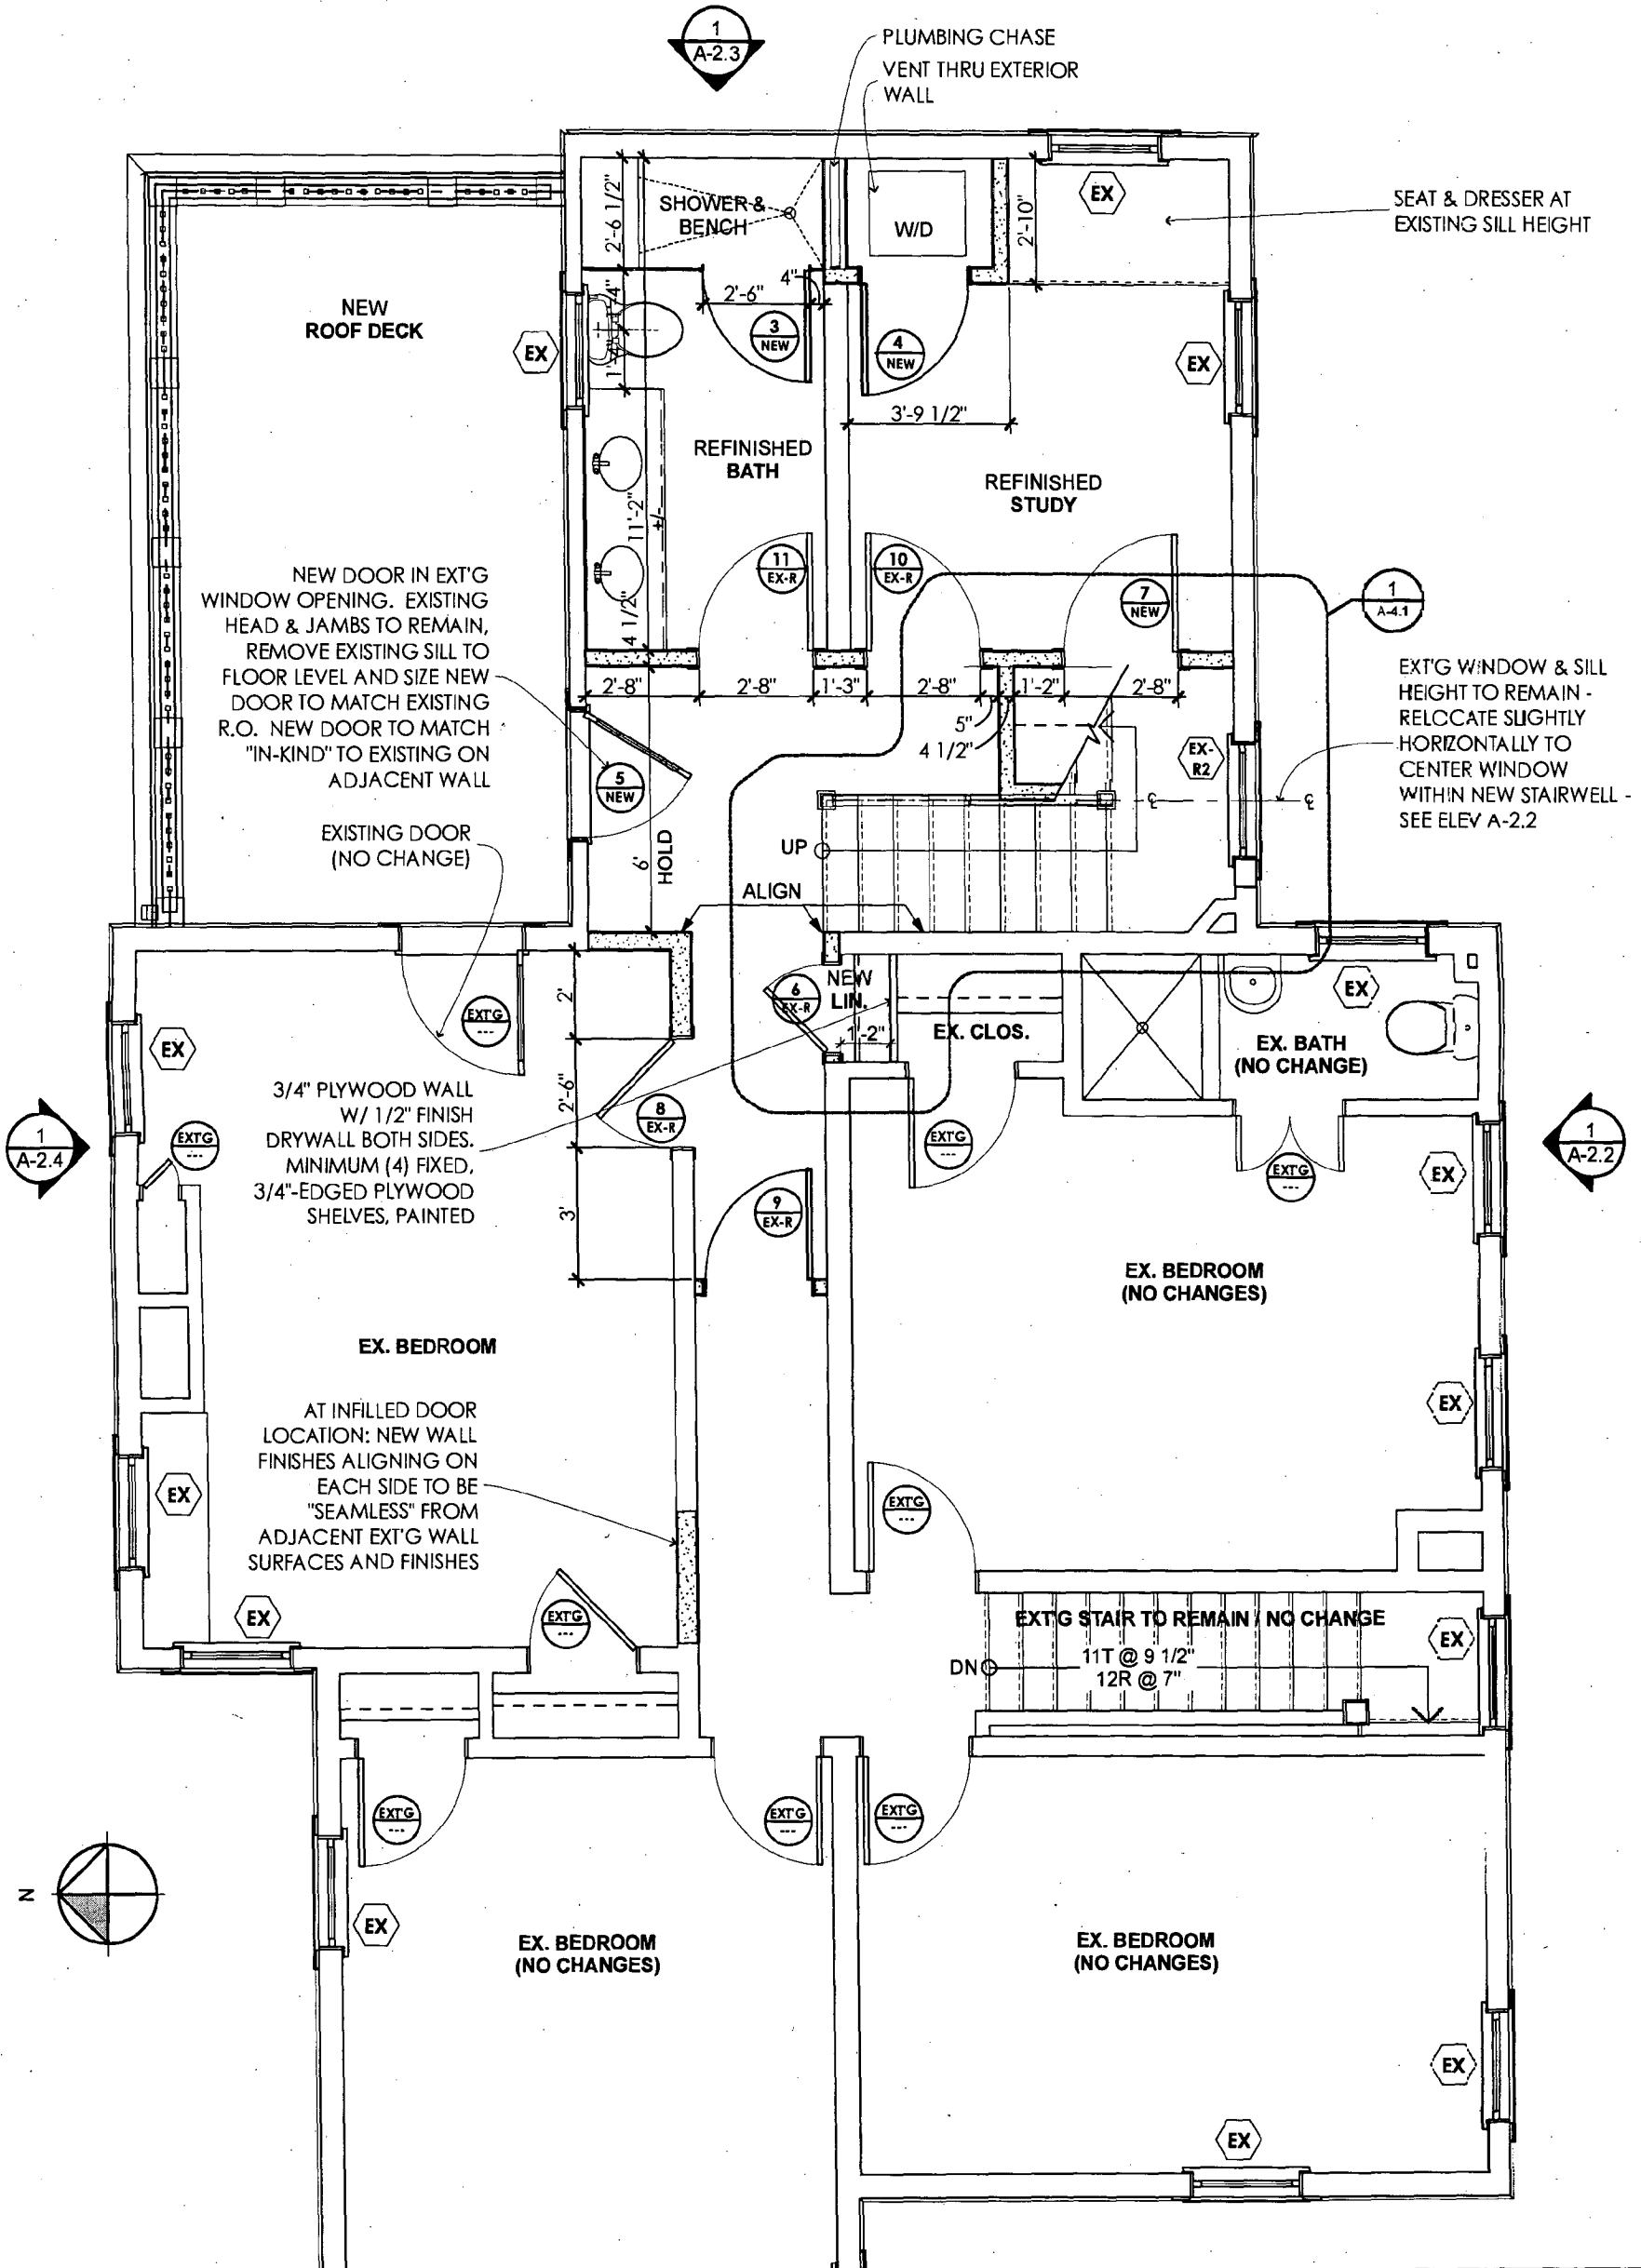 1
A-2.3
PLUMBING CHASE
VENT THRU EXTERIOR
WALL
SHOWER &
BENCH
W/D
EX
SEAT & DRESSER AT
EXISTING SILL HEIGHT
2'-6 1/2"
2'-10"
4"
2'-6"
NEW
ROOF DECK
EX
3
NEW
4
NEW
EX
3'-9 1/2"
REFINISHED
BATH
REFINISHED
STUDY
11'-2"
+/-
4 1/2"
11
EX-R
10
EX-R
7
NEW
1
A-4.1
NEW DOOR IN EXT'G
WINDOW OPENING. EXISTING
HEAD & JAMBS TO REMAIN,
REMOVE EXISTING SILL TO
FLOOR LEVEL AND SIZE NEW
DOOR TO MATCH EXISTING
R.O. NEW DOOR TO MATCH
"IN-KIND" TO EXISTING ON
ADJACENT WALL
2'-8"
2'-8"
1'-3"
2'-8"
1'-2"
2'-8"
5"
4 1/2"
EX-
R2
EXT'G WINDOW & SILL
HEIGHT TO REMAIN -
RELOCATE SLIGHTLY
HORIZONTALLY TO
CENTER WINDOW
WITHIN NEW STAIRWELL -
SEE ELEV A-2.2
5
NEW
EXISTING DOOR
(NO CHANGE)
6'
HOLD
UP
ALIGN
2'
EXT'G
---
6
EX-R
NEW
LIN.
1'-2"
EX. CLOS.
EX. BATH
(NO CHANGE)
EX
EX
3/4" PLYWOOD WALL
W/ 1/2" FINISH
DRYWALL BOTH SIDES.
MINIMUM (4) FIXED,
3/4"-EDGED PLYWOOD
SHELVES, PAINTED
2'-6"
8
EX-R
1
A-2.4
EXT'G
---
EXT'G
---
EXT'G
---
EX
1
A-2.2
3'
9
EX-R
EX. BEDROOM
(NO CHANGES)
EX. BEDROOM
EX
AT INFILLED DOOR
LOCATION: NEW WALL
FINISHES ALIGNING ON
EACH SIDE TO BE
"SEAMLESS" FROM
ADJACENT EXT'G WALL
SURFACES AND FINISHES
EX
EXT'G
---
EX
EXT'G
---
EXT'G STAIR TO REMAIN / NO CHANGE
11T @ 9 1/2"
12R @ 7"
DN
EX
EXT'G
---
EXT'G
---
EXT'G
---
N
EX
EX. BEDROOM
(NO CHANGES)
EX. BEDROOM
(NO CHANGES)
EX
EX